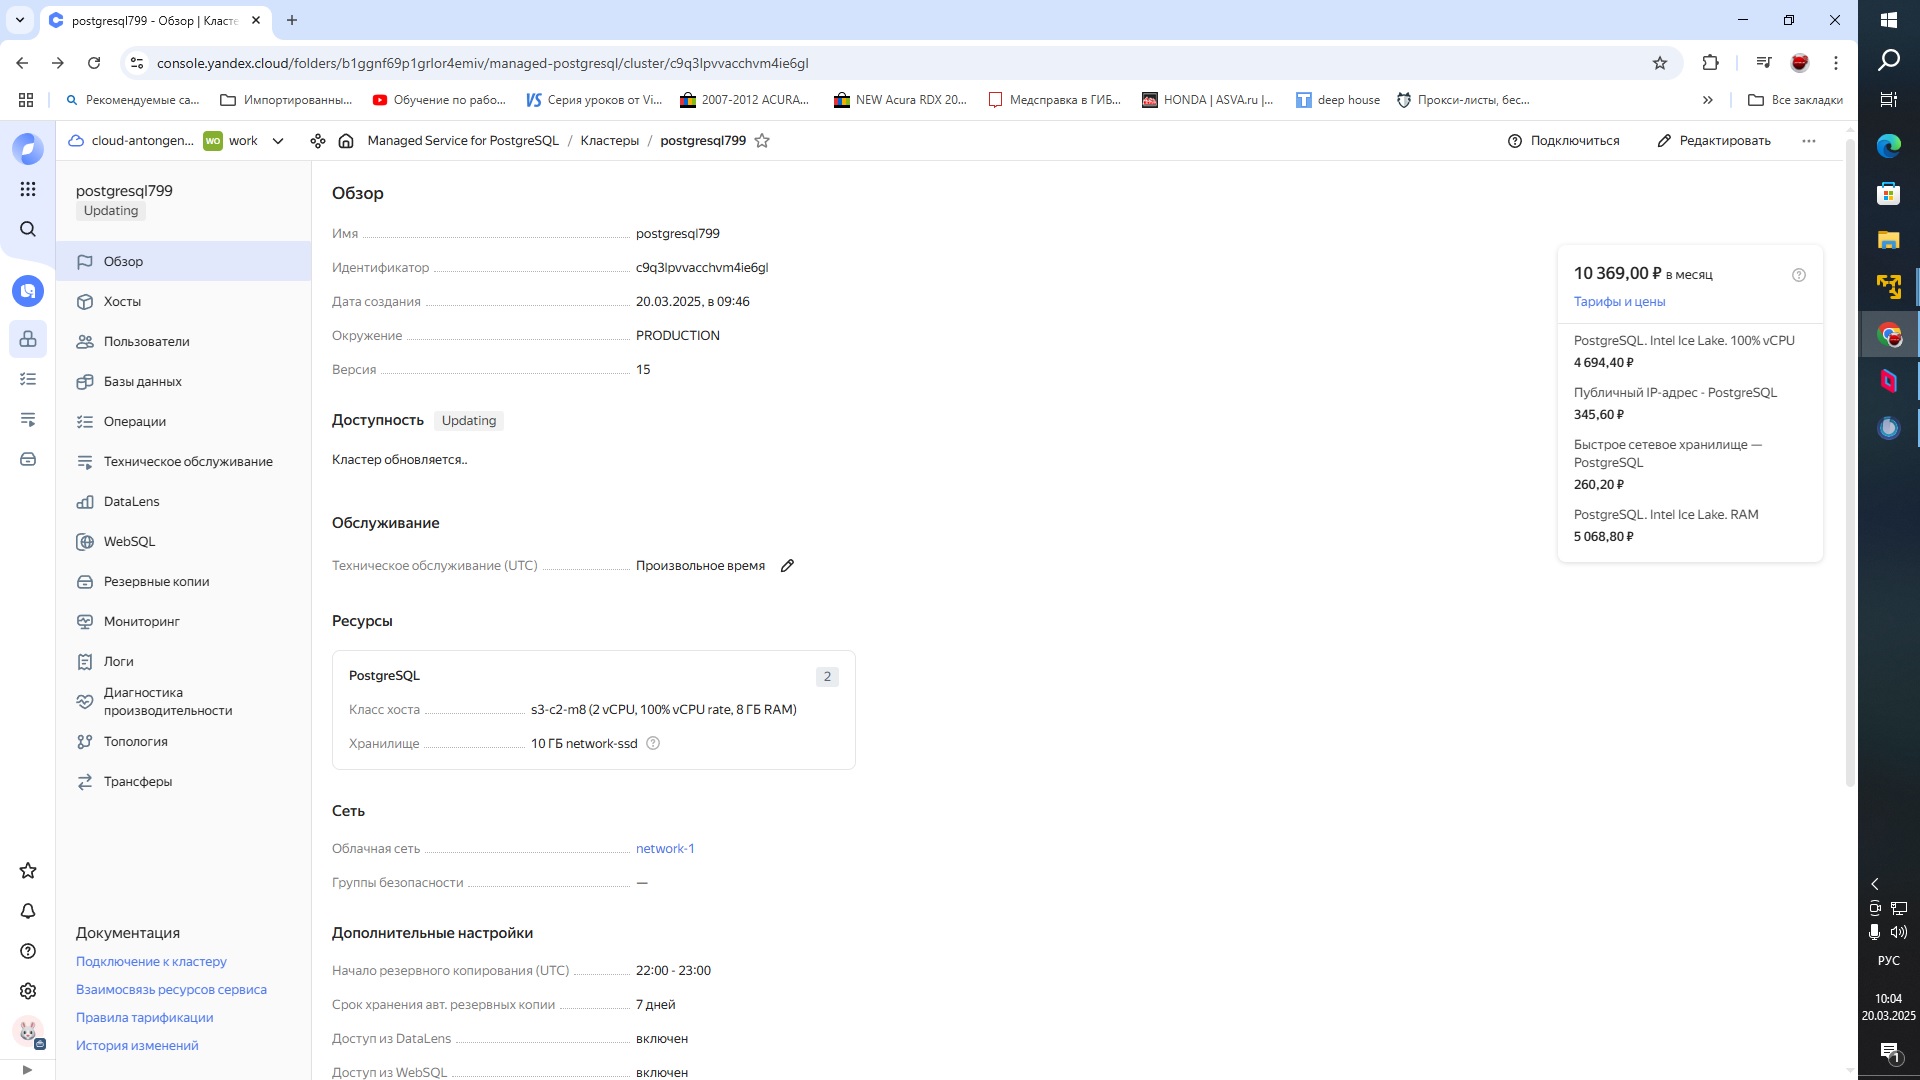 postgresql799 - Обзор | Класте
console.yandex.cloud/folders/b1ggnf69p1grlor4emiv/managed-postgresql/cluster/c9q3lpvvacchvm4ie6gl
Рекомендуемые са...
Импортированны...
Обучение по рабо...
Серия уроков от Vi...
2007-2012 ACURA...
NEW Acura RDX 20...
Медсправка в ГИБ...
HONDA | ASVA.ru |...
deep house
Прокси-листы, бес...
»
Все закладки
cloud-antongen...
WO
work
Managed Service for PostgreSQL / Кластеры / postgresql799
Подключиться
Редактировать
postgresql799
Updating
Обзор
Хосты
Пользователи
Базы данных
Операции
Техническое обслуживание
DataLens
WebSQL
Резервные копии
Мониторинг
Логи
Диагностика
производительности
Топология
Трансферы
Документация
Подключение к кластеру
Взаимосвязь ресурсов сервиса
Правила тарификации
История изменений
Обзор
Имя postgresql799
Идентификатор c9q3lpvvacchvm4ie6gl
Дата создания 20.03.2025, в 09:46
Окружение PRODUCTION
Версия 15
Доступность Updating
Кластер обновляется..
Обслуживание
Техническое обслуживание (UTC) Произвольное время
Ресурсы
PostgreSQL 2
Класс хоста s3-c2-m8 (2 vCPU, 100% vCPU rate, 8 ГБ RAM)
Хранилище 10 ГБ network-ssd
Сеть
Облачная сеть network-1
Группы безопасности —
Дополнительные настройки
Начало резервного копирования (UTC) 22:00 - 23:00
Срок хранения авт. резервных копии 7 дней
Доступ из DataLens включен
Доступ из WebSQL включен
10 369,00 ₽ в месяц
Тарифы и цены
PostgreSQL. Intel Ice Lake. 100% vCPU
4 694,40 ₽
Публичный IP-адрес - PostgreSQL
345,60 ₽
Быстрое сетевое хранилище —
PostgreSQL
260,20 ₽
PostgreSQL. Intel Ice Lake. RAM
5 068,80 ₽
РУС
10:04
20.03.2025
1